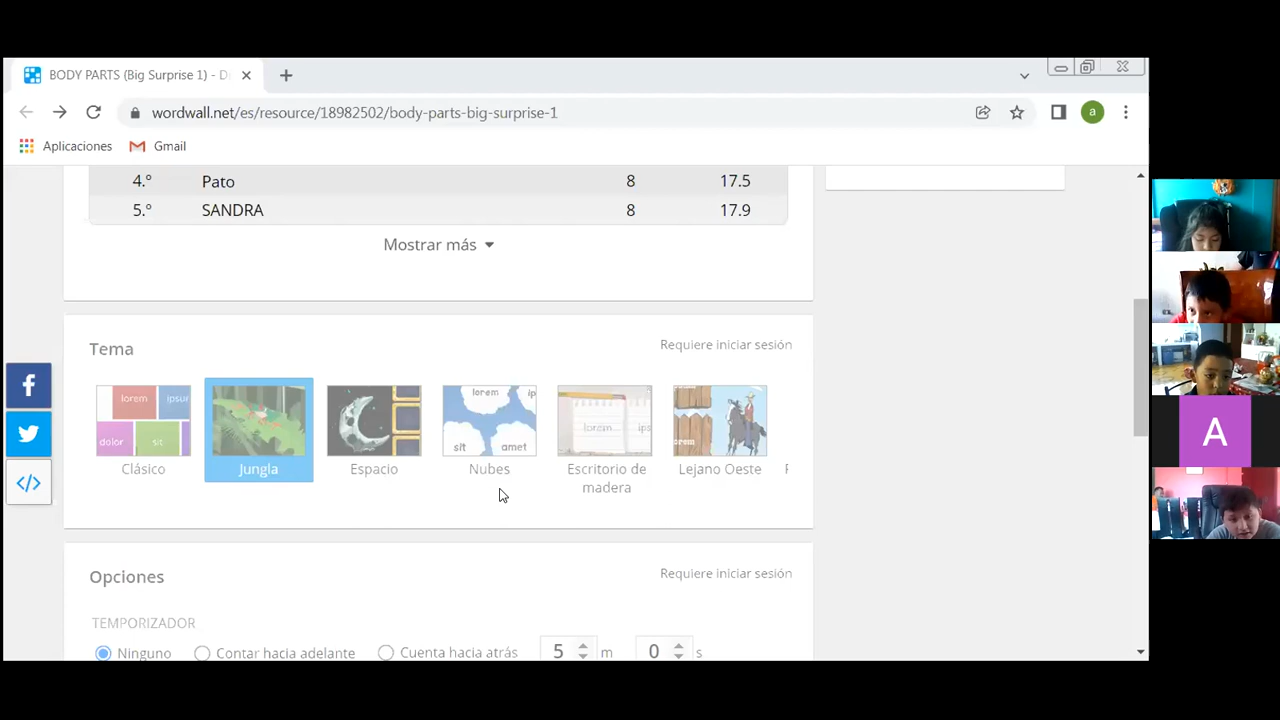 BODY PARTS (Big Surprise 1) - D
wordwall.net/es/resource/18982502/body-parts-big-surprise-1
a
Aplicaciones
Gmail
4.º Pato 8 17.5
5.º SANDRA 8 17.9
Mostrar más
Tema
Requiere iniciar sesión
lorem
ipsu
dolor
sit
lorem
ip
sit
amet
lorem
ips
lorem
Clásico
Jungla
Espacio
Nubes
Escritorio de
madera
Lejano Oeste
Opciones
Requiere iniciar sesión
TEMPORIZADOR
Ninguno
Contar hacia adelante
Cuenta hacia atrás
5 m
0 s
A